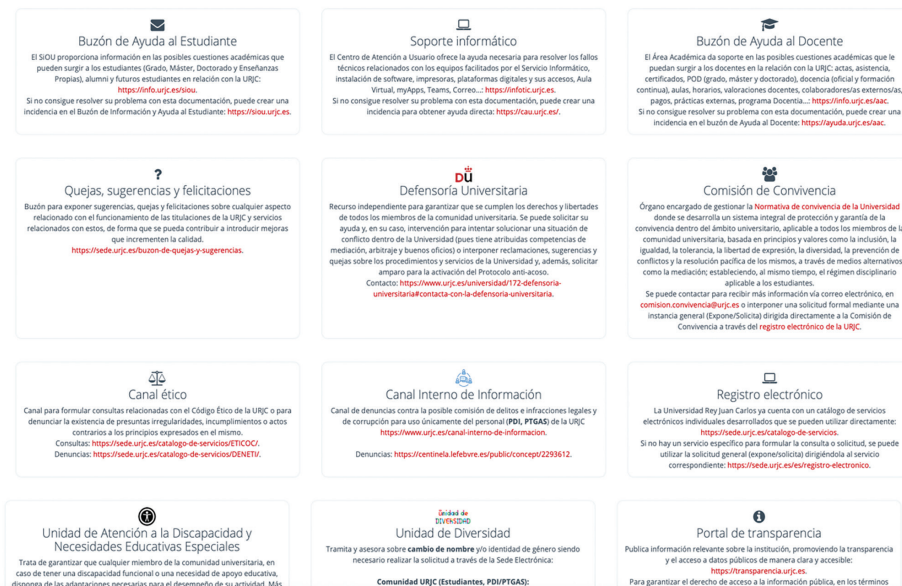 Buzón de Ayuda al Estudiante
El SiOU proporciona información en las posibles cuestiones académicas que
pueden surgir a los estudiantes (Grado, Máster, Doctorado y Enseñanzas
Propias), alumni y futuros estudiantes en relación con la URJC:
https://info.urjc.es/siou.
Si no consigue resolver su problema con esta documentación, puede crear una
incidencia en el Buzón de Información y Ayuda al Estudiante: https://siou.urjc.es.
Soporte informático
El Centro de Atención a Usuario ofrece la ayuda necesaria para resolver los fallos
técnicos relacionados con los equipos facilitados por el Servicio Informático,
instalación de software, impresoras, plataformas digitales y sus accesos, Aula
Virtual, myApps, Teams, Correo...: https://infotic.urjc.es.
Si no consigue resolver su problema con esta documentación, puede crear una
incidencia para obtener ayuda directa: https://cau.urjc.es/.
Buzón de Ayuda al Docente
El Área Académica da soporte en las posibles cuestiones académicas que le
puedan surgir a los docentes en la relación con la URJC: actas, asistencia,
certificados, POD (grado, máster y doctorado), docencia (oficial y formación
continua), aulas, horarios, valoraciones docentes, colaboradores/as externos/as,
pagos, prácticas externas, programa Docentia...: https://info.urjc.es/aac.
Si no consigue resolver su problema con esta documentación, puede crear una
incidencia en el buzón de Ayuda al Docente: https://ayuda.urjc.es/aac.
?
Quejas, sugerencias y felicitaciones
Buzón para exponer sugerencias, quejas y felicitaciones sobre cualquier aspecto
relacionado con el funcionamiento de las titulaciones de la URJC y servicios
relacionados con estos, de forma que se pueda contribuir a introducir mejoras
que incrementen la calidad.
https://sede.urjc.es/buzon-de-quejas-y-sugerencias.
DÜ
Defensoría Universitaria
Recurso independiente para garantizar que se cumplen los derechos y libertades
de todos los miembros de la comunidad universitaria. Se puede solicitar su
ayuda y, en su caso, intervención para intentar solucionar una situación de
conflicto dentro de la Universidad (pues tiene atribuidas competencias de
mediación, arbitraje y buenos oficios) o interponer reclamaciones, sugerencias y
quejas sobre los procedimientos y servicios de la Universidad y, además, solicitar
amparo para la activación del Protocolo anti-acoso.
Contacto: https://www.urjc.es/universidad/172-defensoria-
universitaria#contacta-con-la-defensoria-universitaria.
Comisión de Convivencia
Órgano encargado de gestionar la Normativa de convivencia de la Universidad
donde se desarrolla un sistema integral de protección y garantía de la
convivencia dentro del ámbito universitario, aplicable a todos los miembros de la
comunidad universitaria, basada en principios y valores como la inclusión, la
igualdad, la tolerancia, la libertad de expresión, la diversidad, la prevención de
conflictos y la resolución pacífica de los mismos, a través de medios alternativos
como la mediación; estableciendo, al mismo tiempo, el régimen disciplinario
aplicable a los estudiantes.
Se puede contactar para recibir más información vía correo electrónico, en
comision.convivencia@urjc.es o interponer una solicitud formal mediante una
instancia general (Expone/Solicita) dirigida directamente a la Comisión de
Convivencia a través del registro electrónico de la URJC.
Canal ético
Canal para formular consultas relacionadas con el Código Ético de la URJC o para
denunciar la existencia de presuntas irregularidades, incumplimientos o actos
contrarios a los principios expresados en el mismo.
Consultas: https://sede.urjc.es/catalogo-de-servicios/ETICOC/.
Denuncias: https://sede.urjc.es/catalogo-de-servicios/DENETI/.
Canal Interno de Información
Canal de denuncias contra la posible comisión de delitos e infracciones legales y
de corrupción para uso únicamente del personal (PDI, PTGAS) de la URJC
https://www.urjc.es/canal-interno-de-informacion.
Denuncias: https://centinela.lefebvre.es/public/concept/2293612.
Registro electrónico
La Universidad Rey Juan Carlos ya cuenta con un catálogo de servicios
electrónicos individuales desarrollados que se pueden utilizar directamente:
https://sede.urjc.es/catalogo-de-servicios.
Si no hay un servicio específico para formular la consulta o solicitud, se puede
utilizar la solicitud general (expone/solicita) dirigiéndola al servicio
correspondiente: https://sede.urjc.es/es/registro-electronico.
Unidad de Atención a la Discapacidad y
Necesidades Educativas Especiales
Trata de garantizar que cualquier miembro de la comunidad universitaria, en
caso de tener una discapacidad funcional o una necesidad de apoyo educativa,
disponga de las adaptaciones necesarias para el desempeño de su actividad. Más
Unidad de
DIVERSIDAD
Unidad de Diversidad
Tramita y asesora sobre cambio de nombre y/o identidad de género siendo
necesario realizar la solicitud a través de la Sede Electrónica:
Comunidad URJC (Estudiantes, PDI/PTGAS):
Portal de transparencia
Publica información relevante sobre la institución, promoviendo la transparencia
y el acceso a datos públicos de manera clara y accesible:
https://transparencia.urjc.es.
Para garantizar el derecho de acceso a la información pública, en los términos